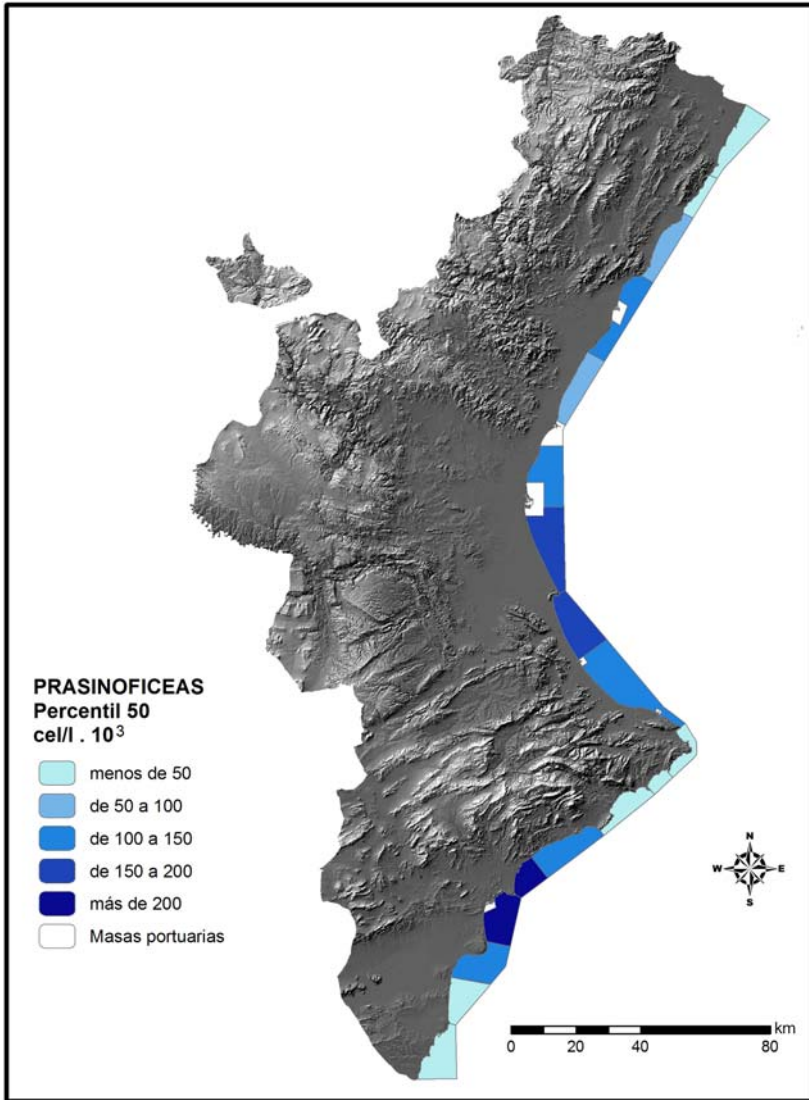 PRASINOFICEAS
Percentil 50
cel/l . 10³
menos de 50
de 50 a 100
de 100 a 150
de 150 a 200
más de 200
Masas portuarias
N
W E
S
km
0 20 40 80